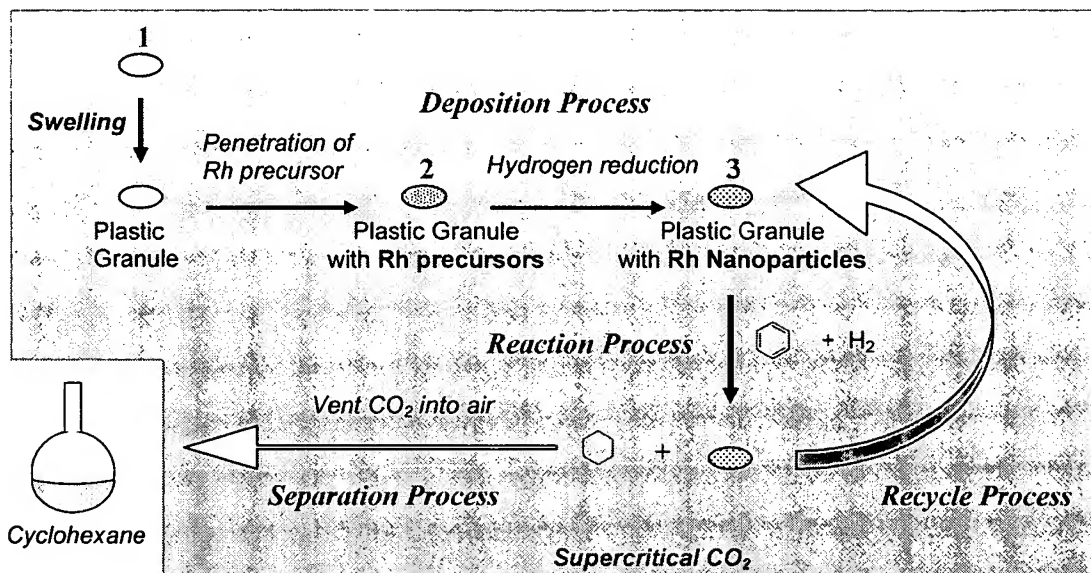 1
Swelling
Deposition Process
Penetration of
Rh precursor
2
Hydrogen reduction
3
Plastic
Granule
Plastic Granule
with Rh precursors
Plastic Granule
with Rh Nanoparticles
Reaction Process
+ H₂
Vent CO₂ into air
+
Separation Process
Recycle Process
Cyclohexane
Supercritical CO₂